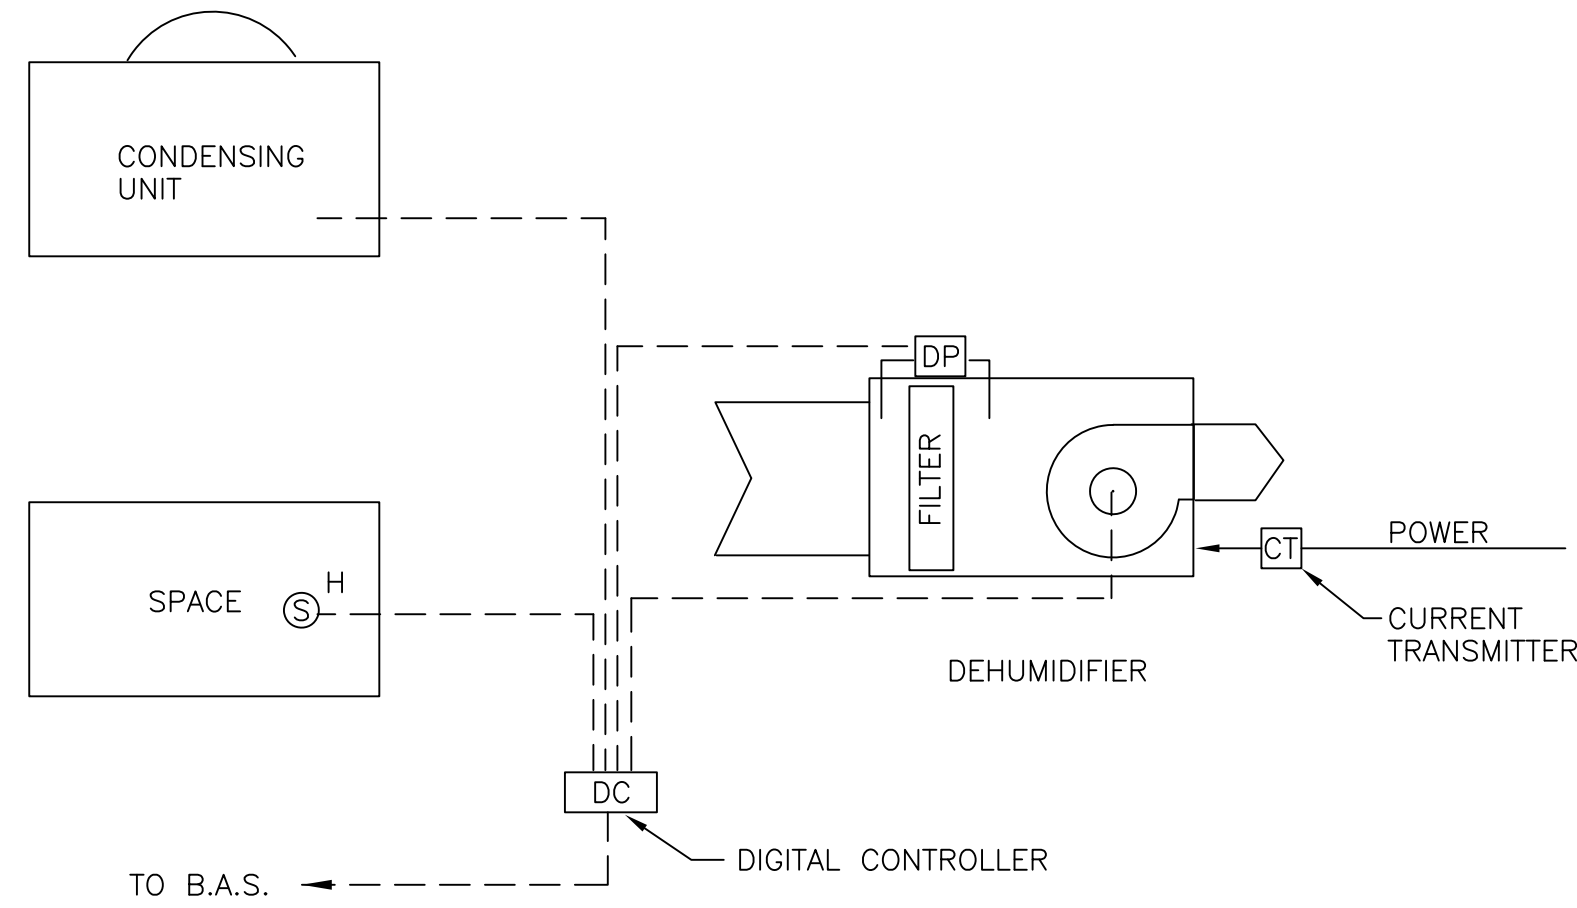 CONDENSING
UNIT
DP
FILTER
POWER
CT
CURRENT
TRANSMITTER
H
SPACE
S
DEHUMIDIFIER
DC
DIGITAL CONTROLLER
TO B.A.S.